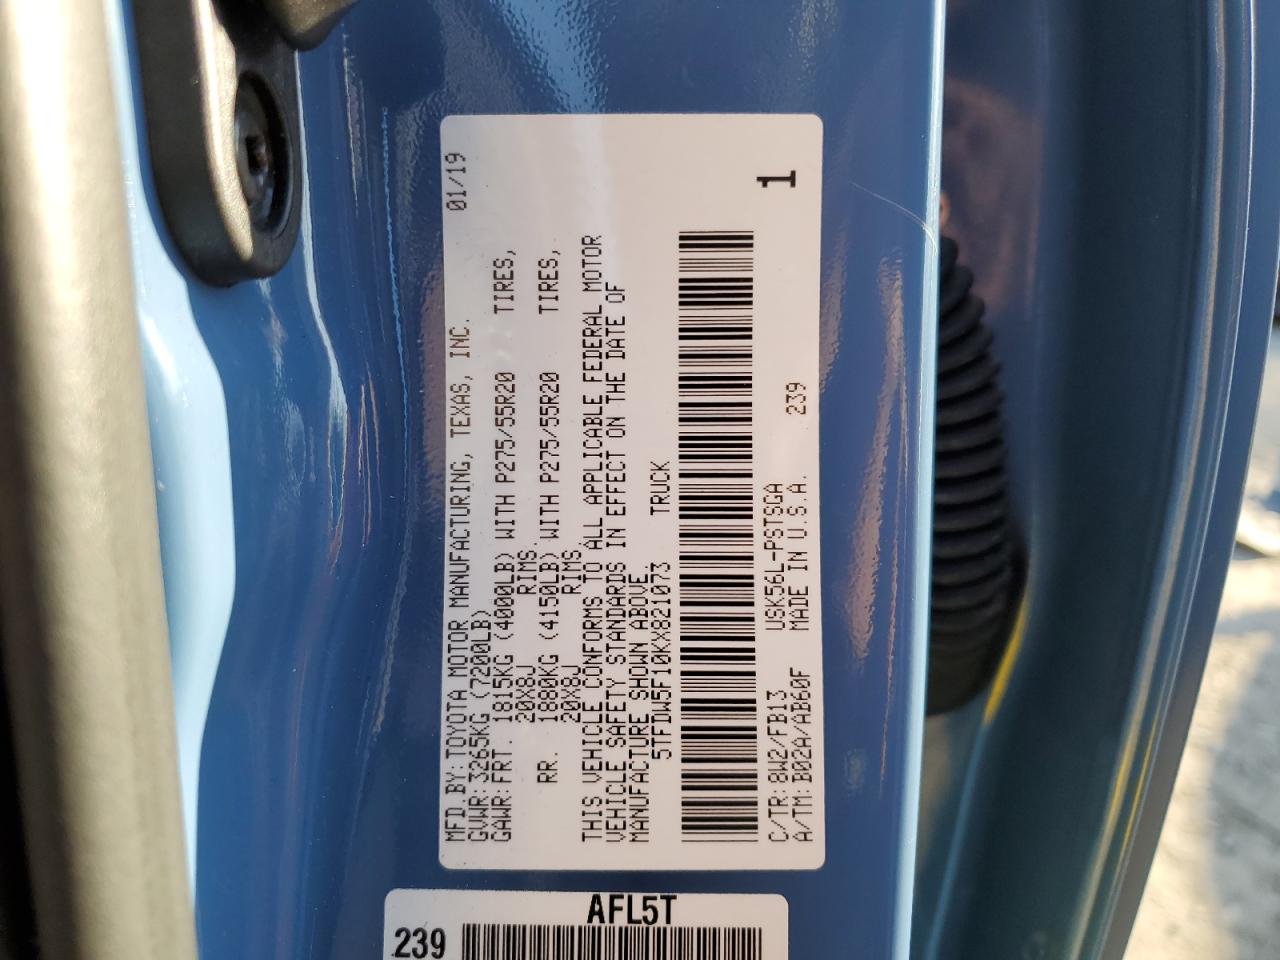 MFD.BY:TOYOTA MOTOR MANUFACTURING, TEXAS, INC. 01/19
GVWR:3265KG (7200LB)
GAWR:FRT. 1815KG (4000LB) WITH P275/55R20 TIRES,
20X8J RIMS.
RR. 1880KG (4150LB) WITH P275/55R20 TIRES,
20X8J RIMS
THIS VEHICLE CONFORMS TO ALL APPLICABLE FEDERAL MOTOR
VEHICLE SAFETY STANDARDS IN EFFECT ON THE DATE OF
MANUFACTURE SHOWN ABOVE.
5TFDW5F10KX821073 TRUCK
1
C/TR:8W2/FB13 USK56L-PSTSGA
A/TM:B02A/AB60F MADE IN U.S.A. 239
AFL5T
239